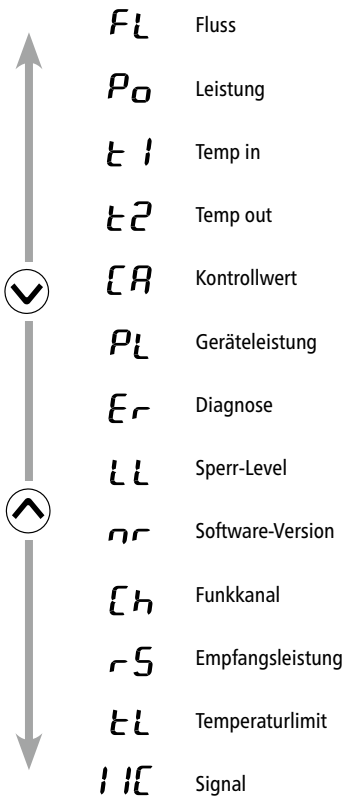 FL Fluss
Po Leistung
t1 Temp in
t2 Temp out
CA Kontrollwert
PL Geräteleistung
Er Diagnose
LL Sperr-Level
nr Software-Version
Ch Funkkanal
rS Empfangsleistung
tL Temperaturlimit
11C Signal